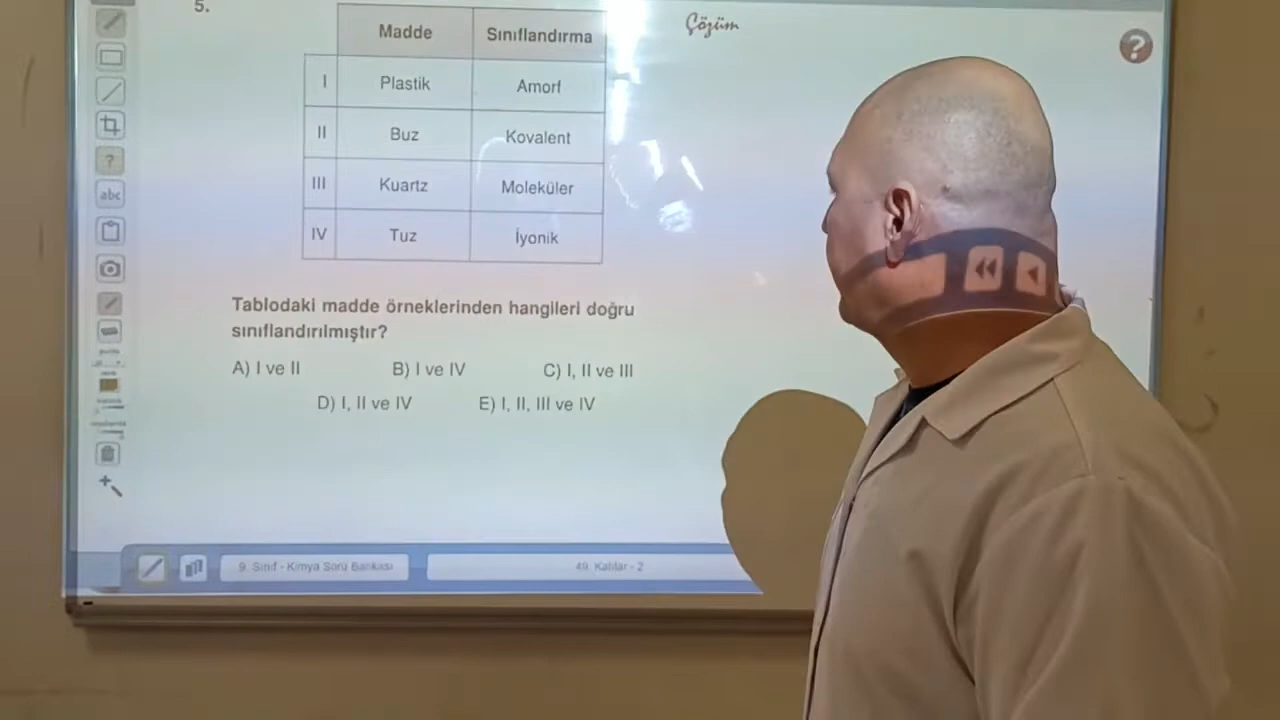 5.
Çözüm
?
Madde Sınıflandırma
I Plastik Amorf
II Buz Kovalent
III Kuartz Moleküler
IV Tuz İyonik
?
abc
Tablodaki madde örneklerinden hangileri doğru
sınıflandırılmıştır?
A) I ve II B) I ve IV C) I, II ve III
D) I, II ve IV E) I, II, III ve IV
9. Sınıf - Kimya Soru Bankası 49. Katılar - 2